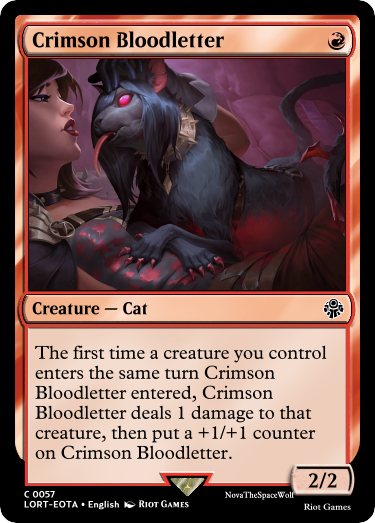 Crimson Bloodletter
Creature — Cat
The first time a creature you control
enters the same turn Crimson
Bloodletter entered, Crimson
Bloodletter deals 1 damage to that
creature, then put a +1/+1 counter
on Crimson Bloodletter.
2/2
C 0057
LORT-EOTA • English Riot Games
NovaTheSpaceWolf
Riot Games